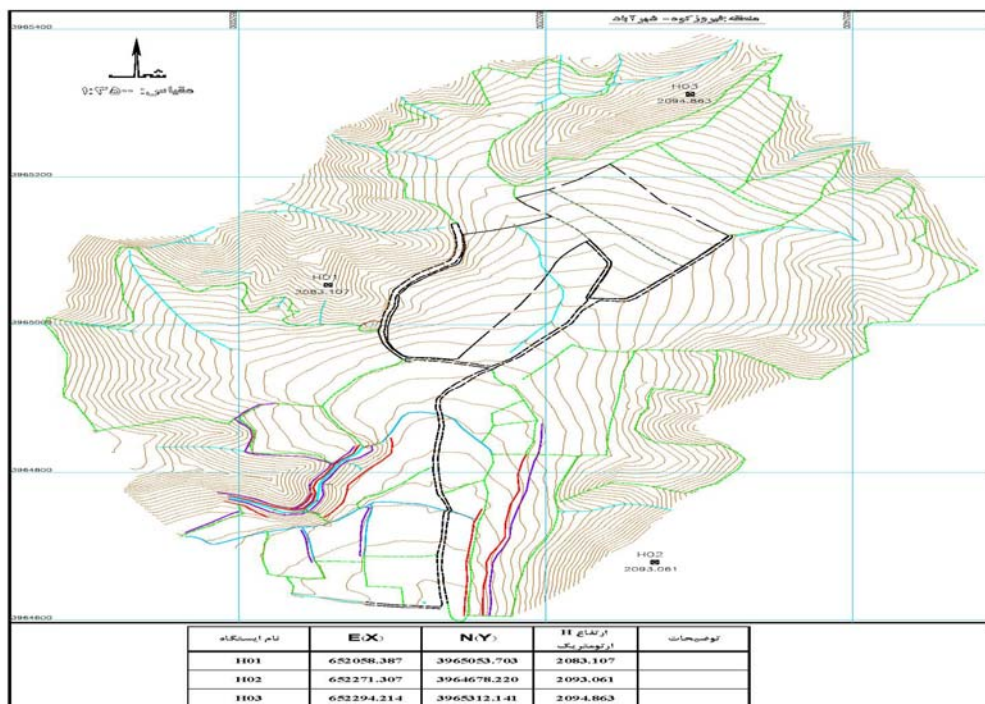 منطقه: فیروزکوه - شهرآباد
3965400
مقیاس: ۱:۲۵۰۰
H03
2094.863
3965200
H01
2083.107
3965000
3964800
H02
2093.061
3964600
نام ایستگاه E(X) N(Y) ارتفاع H ارتومتریک توضیحات
H01 652058.387 3965053.703 2083.107
H02 652271.307 3964678.220 2093.061
H03 652294.214 3965312.141 2094.863